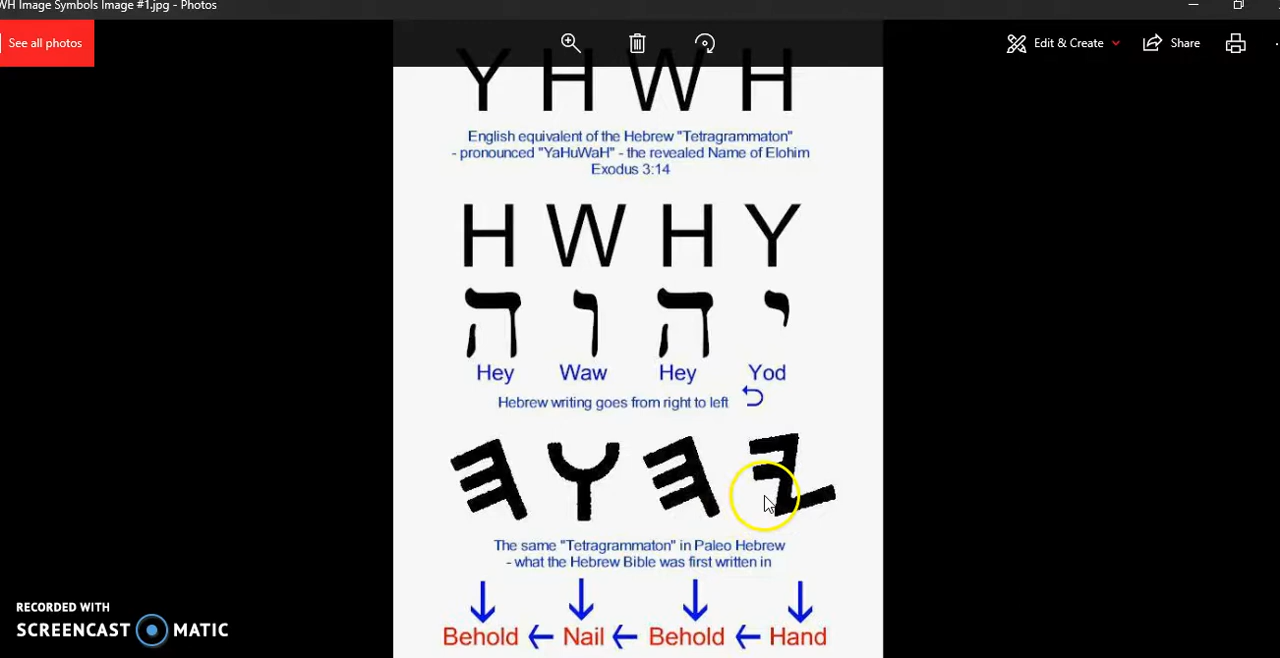 WH Image Symbols Image #1.jpg - Photos
See all photos
Edit & Create
Share
Y H W H
English equivalent of the Hebrew "Tetragrammaton"
- pronounced "YaHuWaH" - the revealed Name of Elohim
Exodus 3:14
H W H Y
יהוה
Hey Waw Hey Yod
Hebrew writing goes from right to left
𐤉𐤄𐤅𐤄
The same "Tetragrammaton" in Paleo Hebrew
- what the Hebrew Bible was first written in
↓ ↓ ↓ ↓
Behold ← Nail ← Behold ← Hand
RECORDED WITH
SCREENCAST MATIC